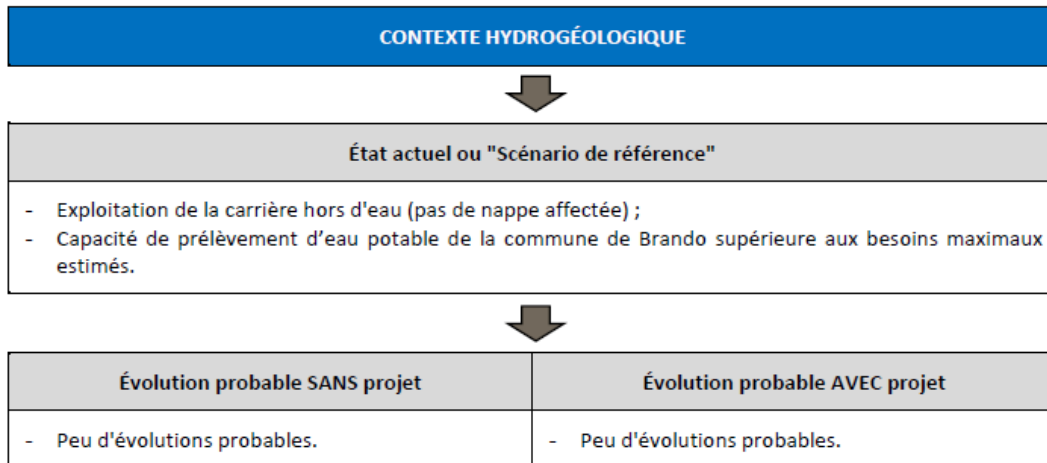 CONTEXTE HYDROGÉOLOGIQUE
État actuel ou "Scénario de référence"
- Exploitation de la carrière hors d'eau (pas de nappe affectée) ;
- Capacité de prélèvement d’eau potable de la commune de Brando supérieure aux besoins maximaux
estimés.
Évolution probable SANS projet
Évolution probable AVEC projet
- Peu d'évolutions probables.
- Peu d'évolutions probables.